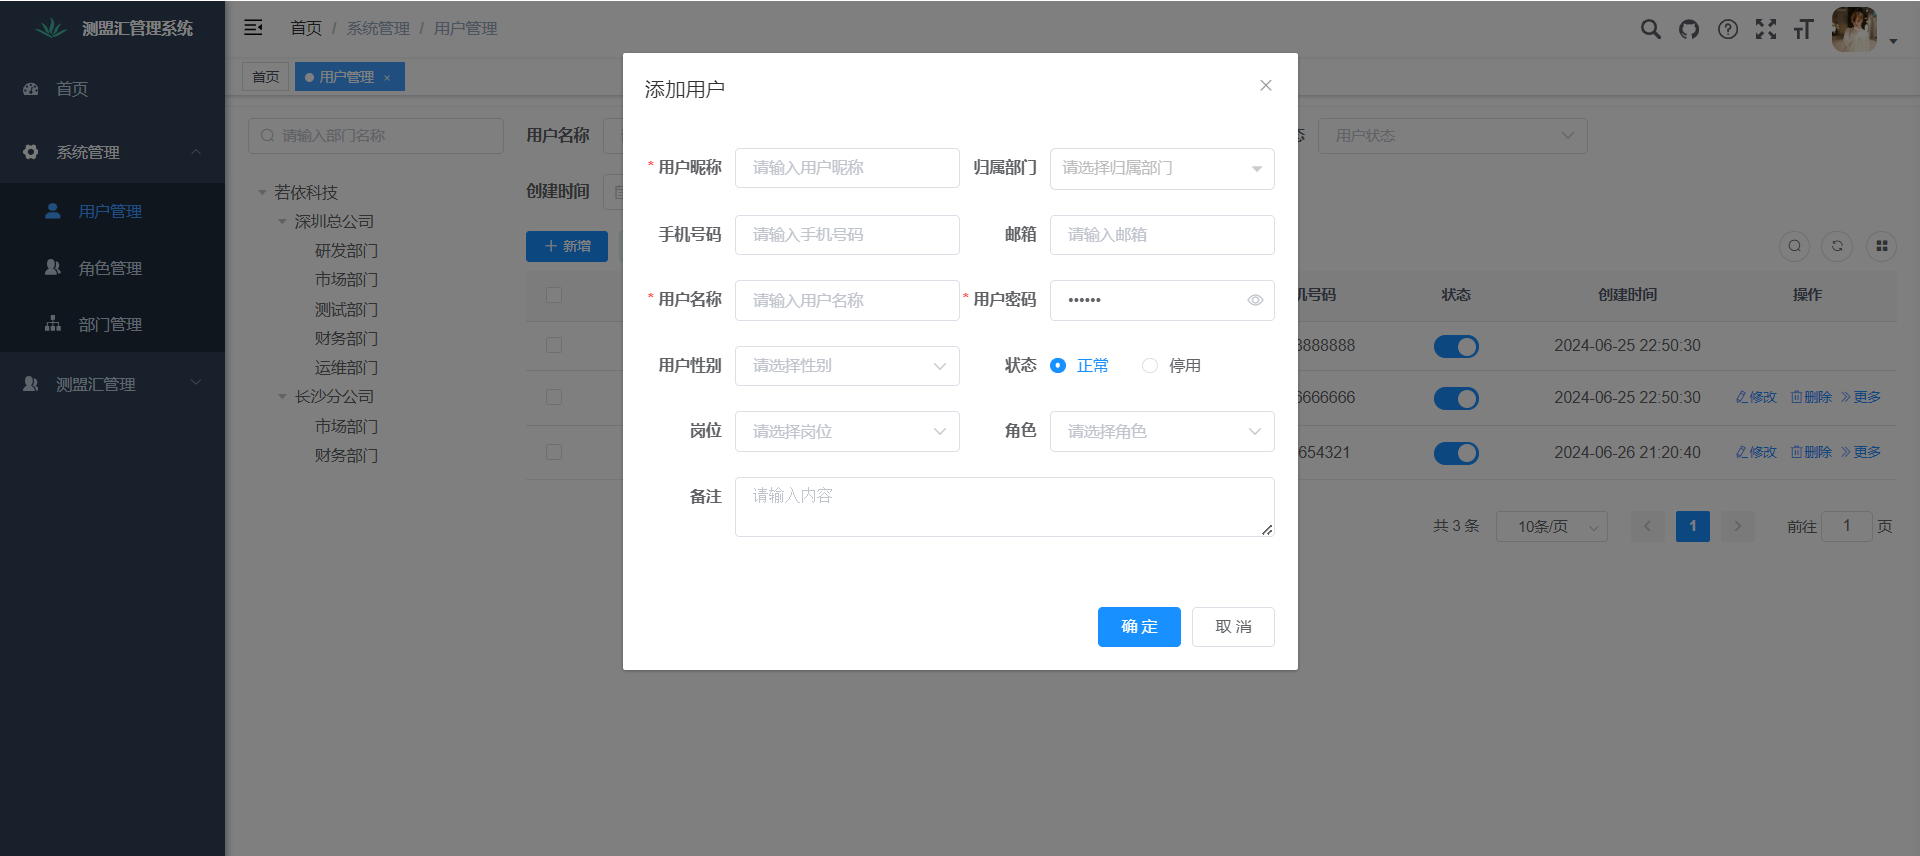 测盟汇管理系统
首页
系统管理
用户管理
角色管理
部门管理
测盟汇管理
首页 / 系统管理 / 用户管理
首页
用户管理 ×
请输入部门名称
若依科技
深圳总公司
研发部门
市场部门
测试部门
财务部门
运维部门
长沙分公司
市场部门
财务部门
用户名称
用户状态
创建时间
新增
机号码 状态 创建时间 操作
8888888 2024-06-25 22:50:30
6666666 2024-06-25 22:50:30 修改 删除 更多
654321 2024-06-26 21:20:40 修改 删除 更多
共 3 条 10条/页 1 前往 1 页
添加用户
* 用户昵称 请输入用户昵称 归属部门 请选择归属部门
手机号码 请输入手机号码 邮箱 请输入邮箱
* 用户名称 请输入用户名称 * 用户密码 ••••••
用户性别 请选择性别 状态 正常 停用
岗位 请选择岗位 角色 请选择角色
备注 请输入内容
确 定 取 消